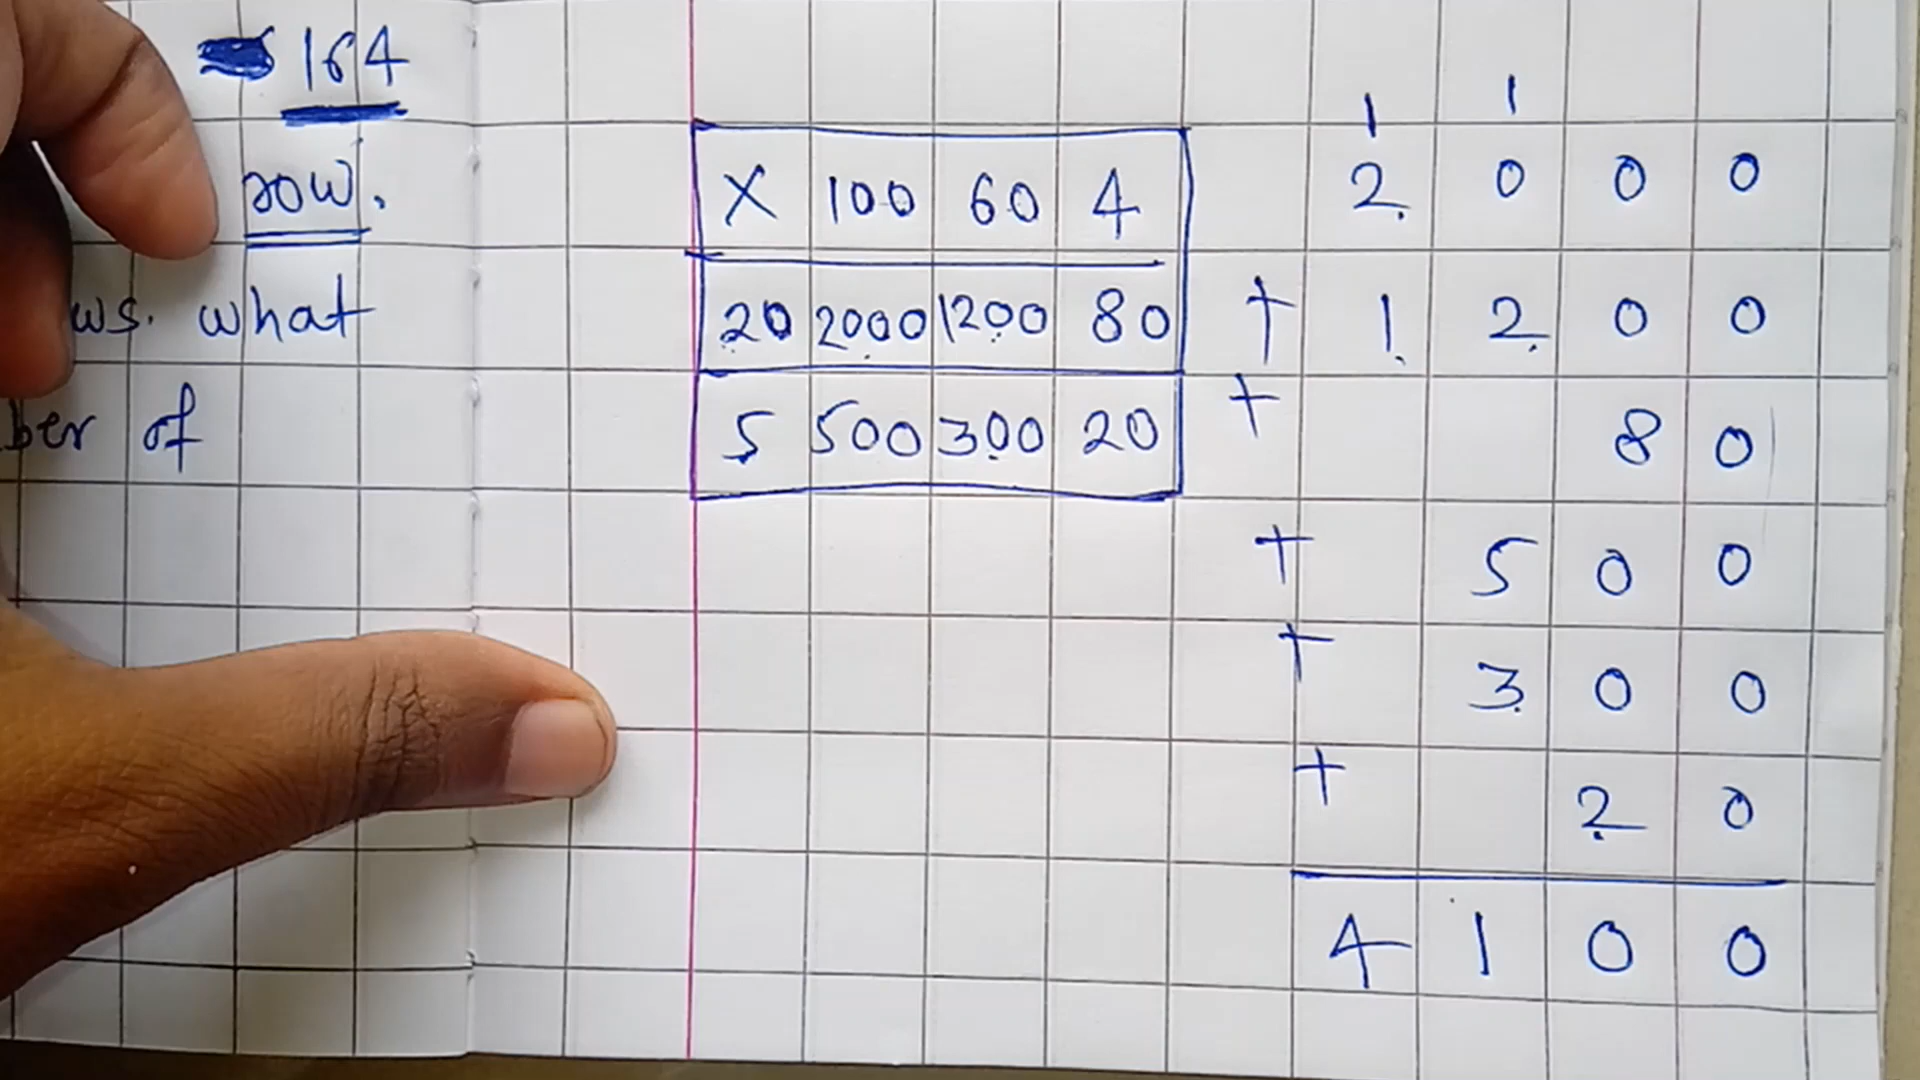 164
row.
ws. what
ber of
X 100 60 4
20 2000 1200 80
5 500 300 20
1 1
2 0 0 0
+ 1 2 0 0
+ 8 0
+ 5 0 0
+ 3 0 0
+ 2 0
4 1 0 0